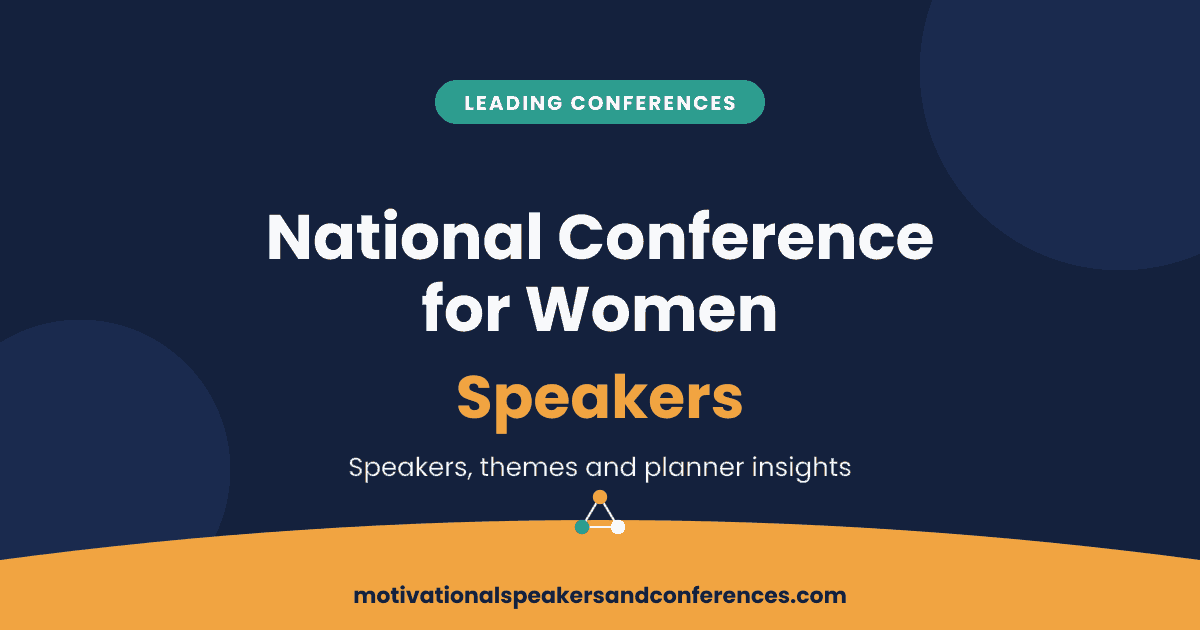 LEADING CONFERENCES
National Conference
for Women
Speakers
Speakers, themes and planner insights
motivationalspeakersandconferences.com